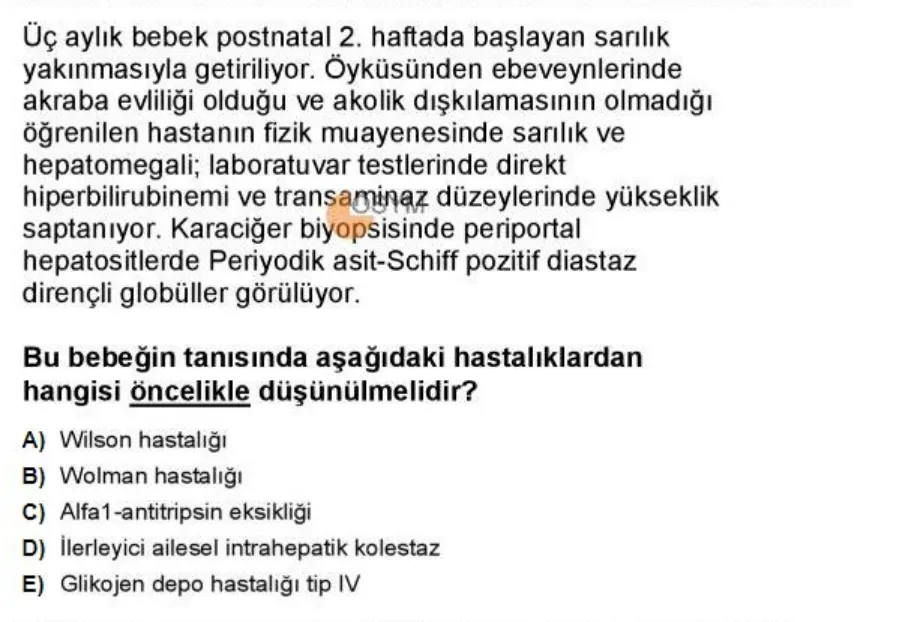 Üç aylık bebek postnatal 2. haftada başlayan sarılık
yakınmasıyla getiriliyor. Öyküsünden ebeveynlerinde
akraba evliliği olduğu ve akolik dışkılamasının olmadığı
öğrenilen hastanın fizik muayenesinde sarılık ve
hepatomegali; laboratuvar testlerinde direkt
hiperbilirubinemi ve transaminaz düzeylerinde yükseklik
ÖSYM
saptanıyor. Karaciğer biyopsisinde periportal
hepatositlerde Periyodik asit-Schiff pozitif diastaz
dirençli globüller görülüyor.
Bu bebeğin tanısında aşağıdaki hastalıklardan
hangisi öncelikle düşünülmelidir?
A) Wilson hastalığı
B) Wolman hastalığı
C) Alfa1-antitripsin eksikliği
D) İlerleyici ailesel intrahepatik kolestaz
E) Glikojen depo hastalığı tip IV